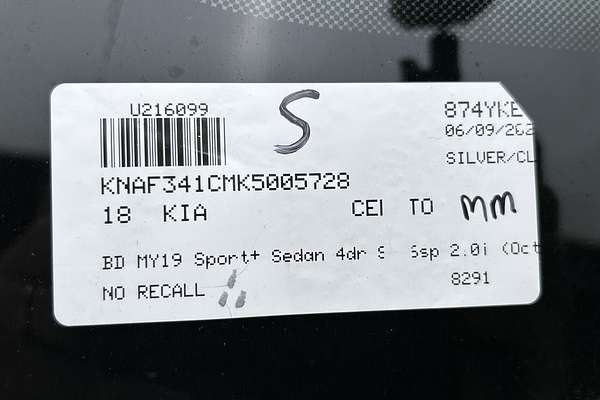 U216099
S
874YKE
06/09/202
SILVER/CL
KNAF341CMK5005728
18 KIA CEI TO MM
BD MY19 Sport+ Sedan 4dr S 6sp 2.0i (Oct
NO RECALL
8291